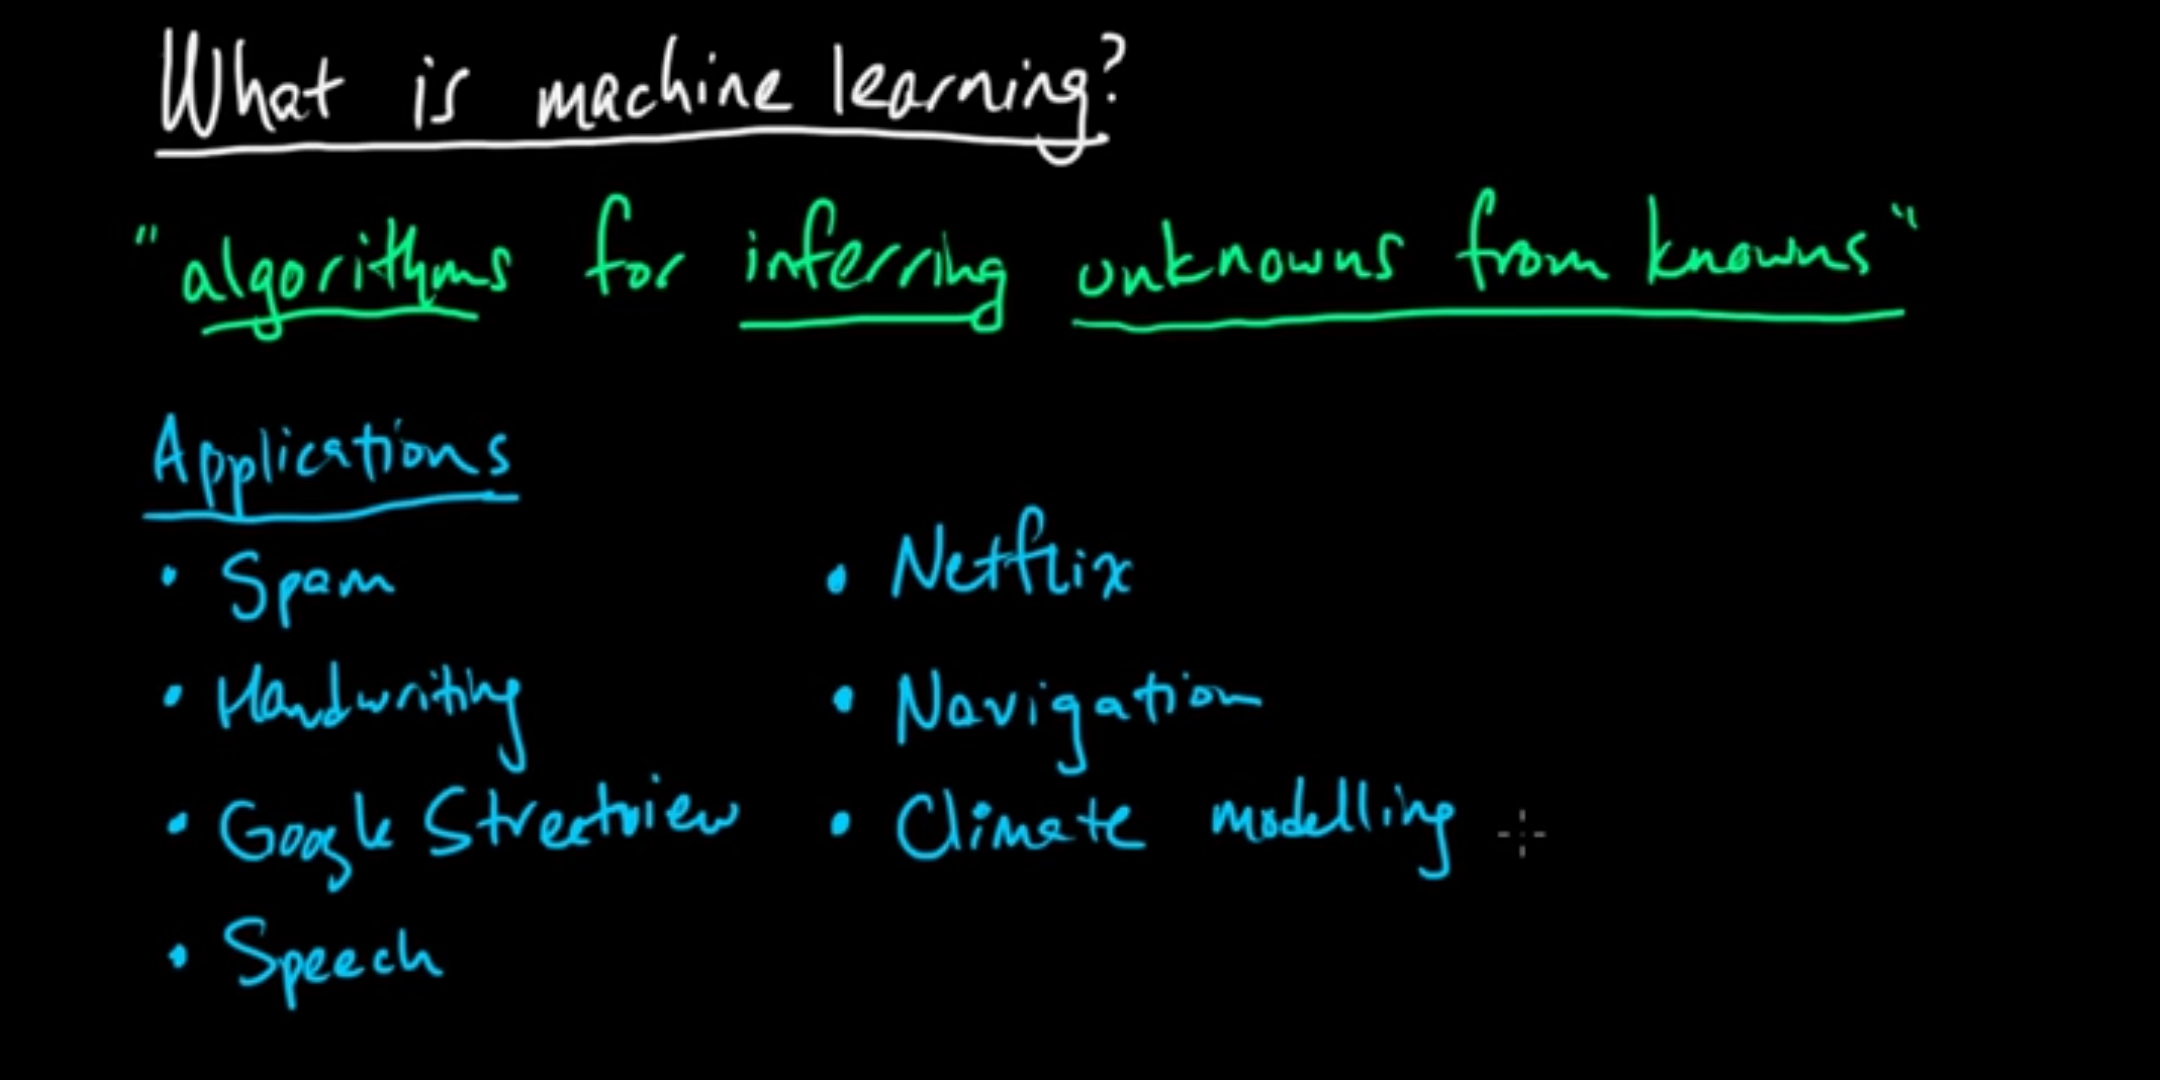 What is machine learning?
"algorithms for inferring unknowns from knowns"
Applications
• Spam
• Handwriting
• Google Streetview
• Speech
• Netflix
• Navigation
• Climate modelling